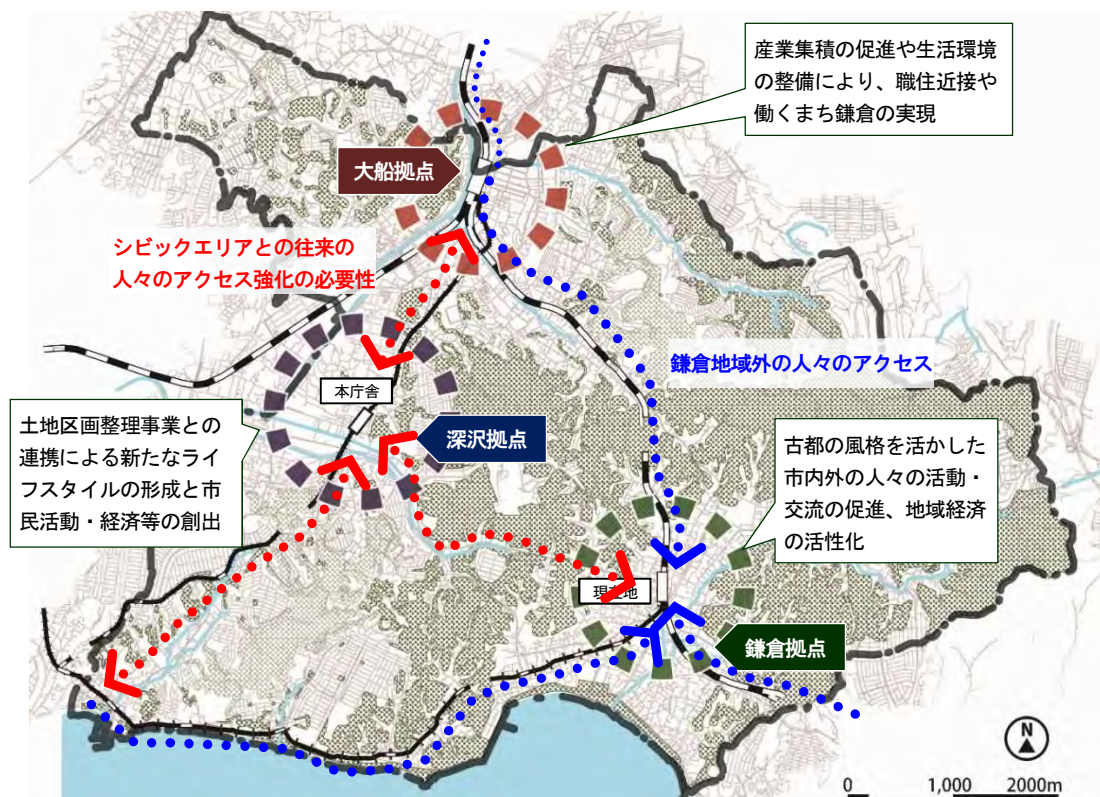 産業集積の促進や生活環境
の整備により、職住近接や
働くまち鎌倉の実現
大船拠点
シビックエリアとの往来の
人々のアクセス強化の必要性
鎌倉地域外の人々のアクセス
本庁舎
土地区画整理事業との
連携による新たなライ
フスタイルの形成と市
民活動・経済等の創出
深沢拠点
古都の風格を活かした
市内外の人々の活動・
交流の促進、地域経済
の活性化
現在地
鎌倉拠点
N
0 1,000 2000m